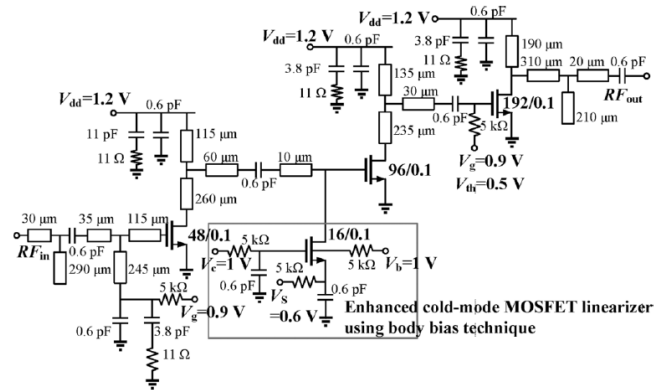 Vdd=1.2 V
0.6 pF
3.8 pF
11 Ω
190 μm
310 μm
20 μm
0.6 pF
RFout
210 μm
192/0.1
5 kΩ
Vg=0.9 V
Vth=0.5 V
Vdd=1.2 V
0.6 pF
3.8 pF
11 Ω
135 μm
30 μm
0.6 pF
235 μm
96/0.1
Vdd=1.2 V
0.6 pF
11 pF
11 Ω
115 μm
60 μm
0.6 pF
10 μm
260 μm
30 μm
35 μm
115 μm
48/0.1
RFin
0.6 pF
290 μm
245 μm
5 kΩ
Vg=0.9 V
0.6 pF
3.8 pF
11 Ω
16/0.1
5 kΩ
Vc=1 V
0.6 pF
5 kΩ
Vb=1 V
5 kΩ
VS
=0.6 V
0.6 pF
Enhanced cold-mode MOSFET linearizer
using body bias technique